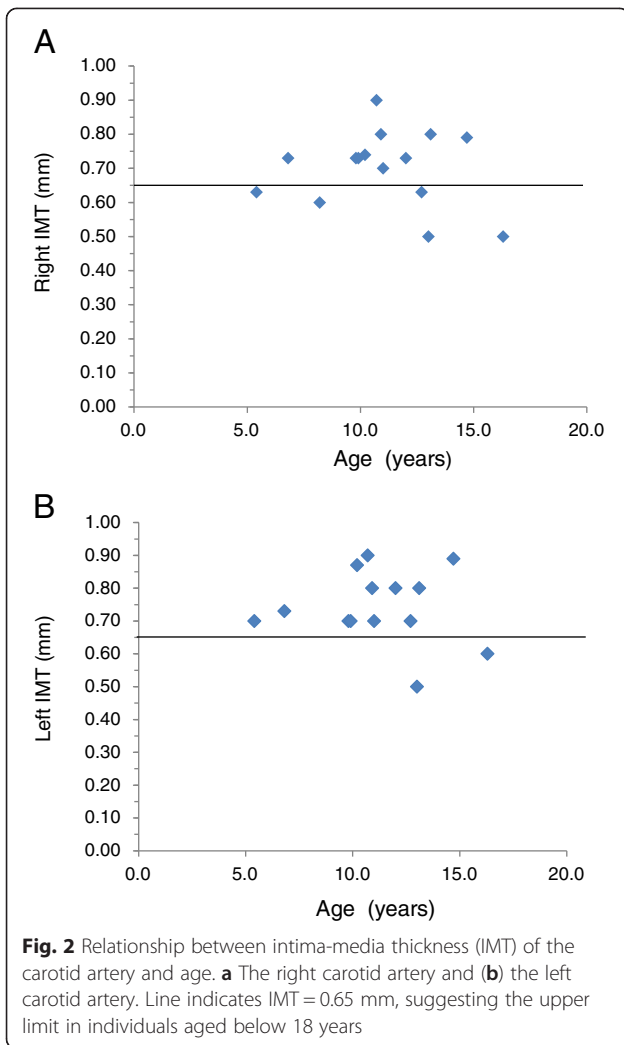 A
1.00
0.90
0.80
0.70
0.60
0.50
0.40
0.30
0.20
0.10
0.00
Right IMT (mm)
0.0 5.0 10.0 15.0 20.0
Age (years)
B
1.00
0.90
0.80
0.70
0.60
0.50
0.40
0.30
0.20
0.10
0.00
Left IMT (mm)
0.0 5.0 10.0 15.0 20.0
Age (years)
Fig. 2 Relationship between intima-media thickness (IMT) of the
carotid artery and age. a The right carotid artery and (b) the left
carotid artery. Line indicates IMT = 0.65 mm, suggesting the upper
limit in individuals aged below 18 years